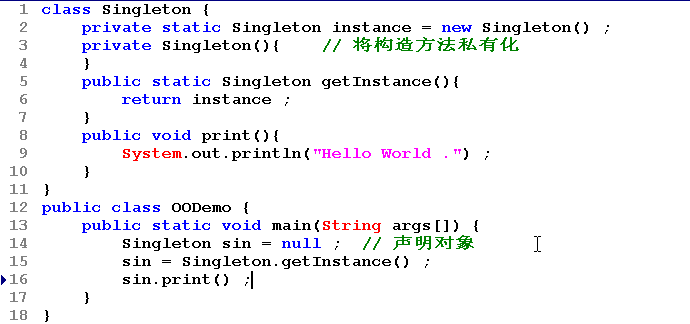 1 class Singleton {
2     private static Singleton instance = new Singleton() ;
3     private Singleton(){    // 将构造方法私有化
4     }
5     public static Singleton getInstance(){
6         return instance ;
7     }
8     public void print(){
9         System.out.println("Hello World .") ;
10     }
11 }
12 public class OODemo {
13     public static void main(String args[]) {
14         Singleton sin = null ;  // 声明对象
15         sin = Singleton.getInstance() ;
16         sin.print() ;
17     }
18 }